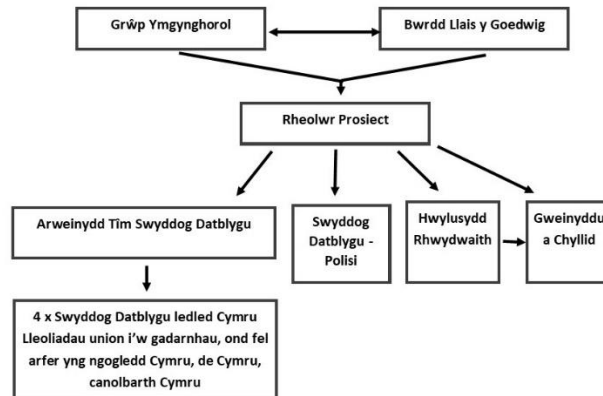 Grŵp Ymgynghorol
Bwrdd Llais y Goedwig
Rheolwr Prosiect
Arweinydd Tîm Swyddog Datblygu
Swyddog
Datblygu -
Polisi
Hwylusydd
Rhwydwaith
Gweinyddu
a Chyllid
4 x Swyddog Datblygu ledled Cymru
Lleoliadau union i'w gadarnhau, ond fel
arfer yng ngogledd Cymru, de Cymru,
canolbarth Cymru